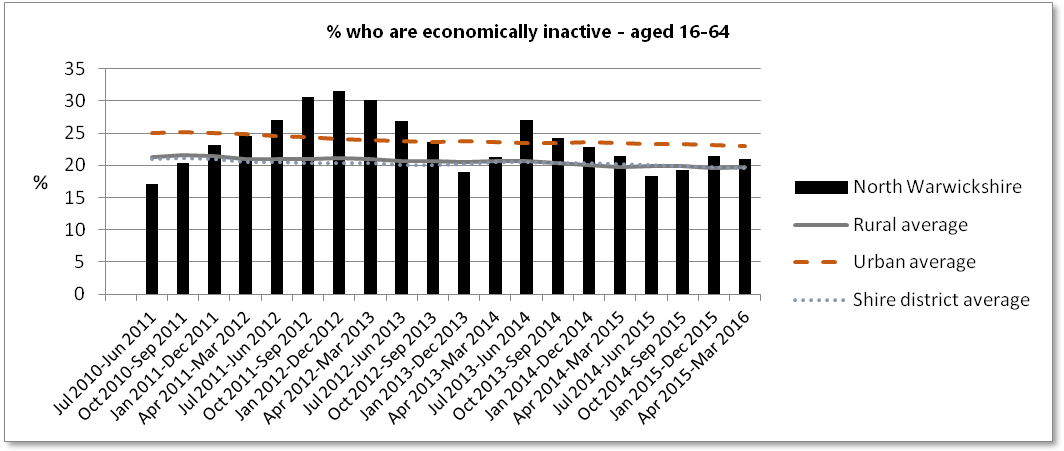 % who are economically inactive - aged 16-64
35
30
25
20
15
10
5
0
%
Jul 2010-Jun 2011
Oct 2010-Sep 2011
Jan 2011-Dec 2011
Apr 2011-Mar 2012
Jul 2011-Jun 2012
Oct 2011-Sep 2012
Jan 2012-Dec 2012
Apr 2012-Mar 2013
Jul 2012-Jun 2013
Oct 2012-Sep 2013
Jan 2013-Dec 2013
Apr 2013-Mar 2014
Jul 2013-Jun 2014
Oct 2013-Sep 2014
Jan 2014-Dec 2014
Apr 2014-Mar 2015
Jul 2014-Jun 2015
Oct 2014-Sep 2015
Jan 2015-Dec 2015
Apr 2015-Mar 2016
North Warwickshire
Rural average
Urban average
Shire district average